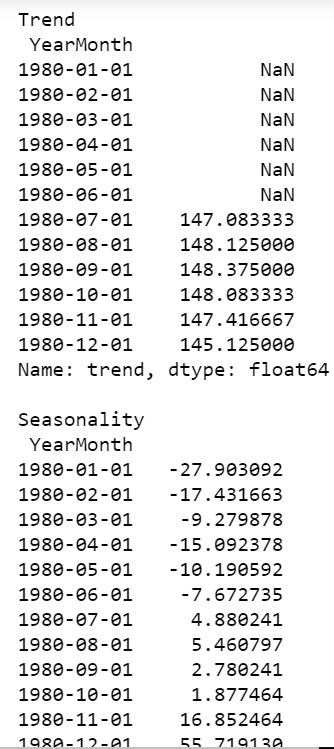 Trend
YearMonth
1980-01-01 NaN
1980-02-01 NaN
1980-03-01 NaN
1980-04-01 NaN
1980-05-01 NaN
1980-06-01 NaN
1980-07-01 147.083333
1980-08-01 148.125000
1980-09-01 148.375000
1980-10-01 148.083333
1980-11-01 147.416667
1980-12-01 145.125000
Name: trend, dtype: float64
Seasonality
YearMonth
1980-01-01 -27.903092
1980-02-01 -17.431663
1980-03-01 -9.279878
1980-04-01 -15.092378
1980-05-01 -10.190592
1980-06-01 -7.672735
1980-07-01 4.880241
1980-08-01 5.460797
1980-09-01 2.780241
1980-10-01 1.877464
1980-11-01 16.852464
1980-12-01 55.719130